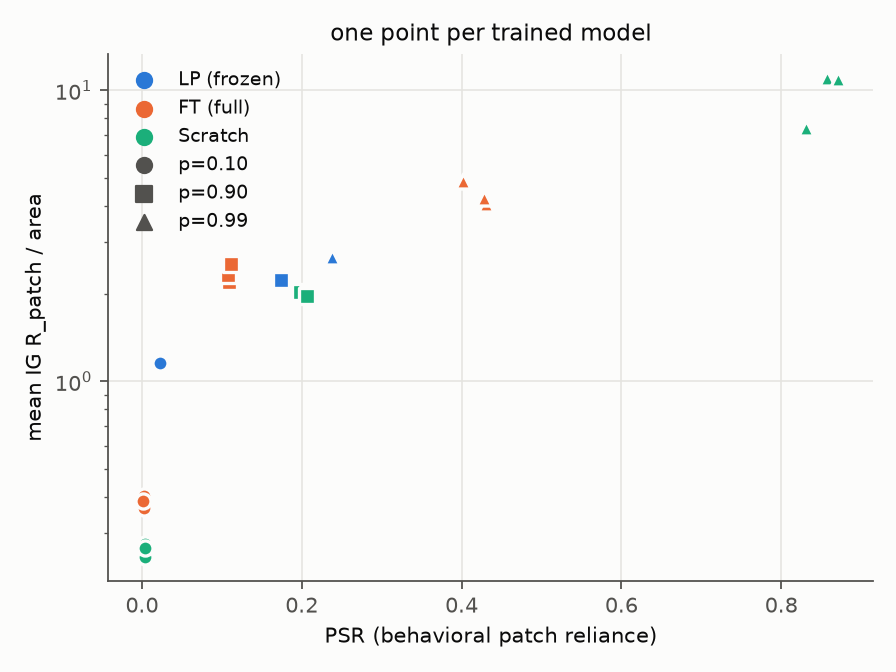 one point per trained model
LP (frozen)
FT (full)
Scratch
p=0.10
p=0.90
p=0.99
10¹
10⁰
mean IG R_patch / area
0.0 0.2 0.4 0.6 0.8
PSR (behavioral patch reliance)